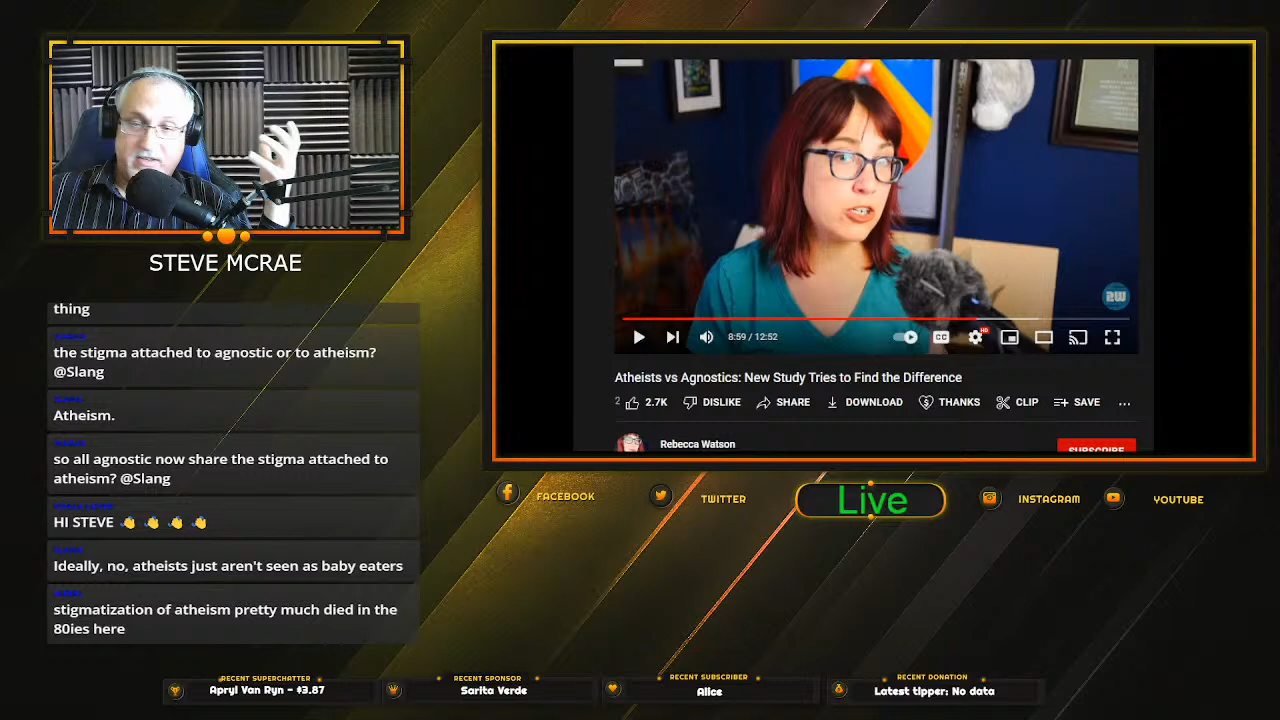 STEVE MCRAE
thing
the stigma attached to agnostic or to atheism?
@Slang
Atheism.
so all agnostic now share the stigma attached to
atheism? @Slang
HI STEVE 👏 👏 👏 👏
Ideally, no, atheists just aren't seen as baby eaters
stigmatization of atheism pretty much died in the
80ies here
8:59 / 12:52
CC
HD
Atheists vs Agnostics: New Study Tries to Find the Difference
2 2.7K DISLIKE SHARE DOWNLOAD THANKS CLIP SAVE ...
Rebecca Watson
SUBSCRIBE
FACEBOOK TWITTER Live INSTAGRAM YOUTUBE
RECENT SUPERCHATTER
Apryl Van Ryn - $3.87
RECENT SPONSOR
Sarita Verde
RECENT SUBSCRIBER
Alice
RECENT DONATION
Latest tipper: No data